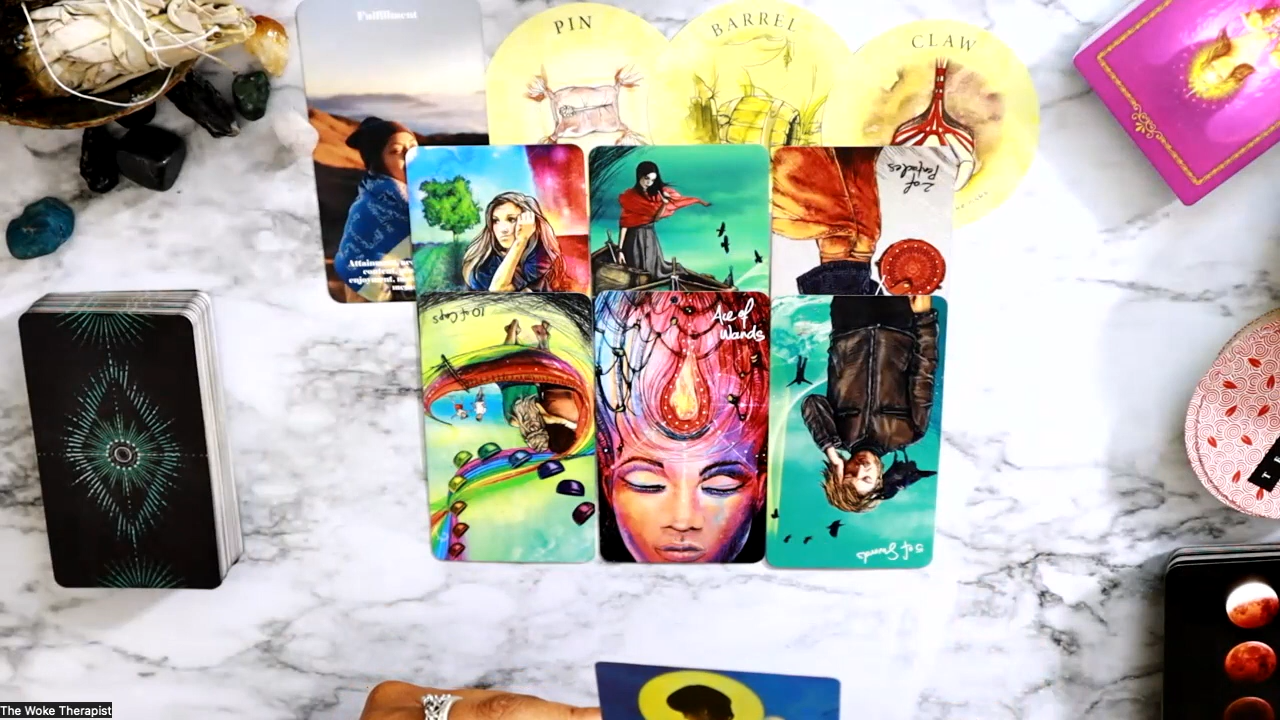 Fulfillment
PIN
BARREL
CLAW
2 of
Pentacles
10 of Cups
Ace of
Wands
5 of Swords
The Woke Therapist